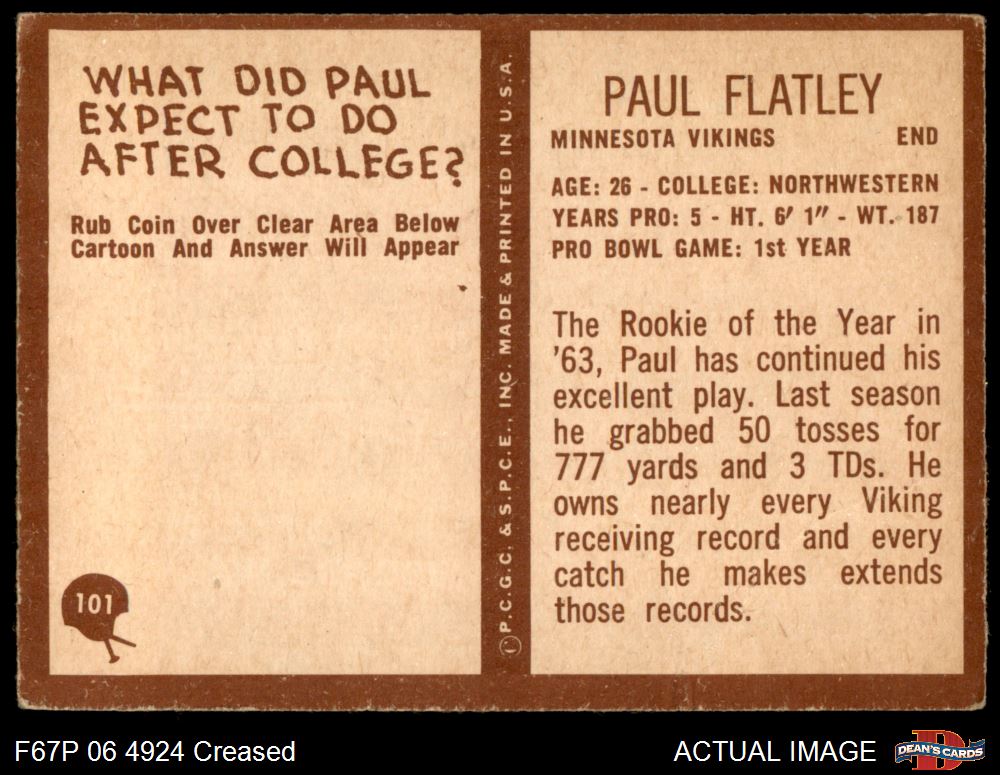 WHAT DID PAUL
EXPECT TO DO
AFTER COLLEGE?
Rub Coin Over Clear Area Below
Cartoon And Answer Will Appear
101
© P.C.G.C. & S.P.C.E., INC. MADE & PRINTED IN U.S.A.
PAUL FLATLEY
MINNESOTA VIKINGS END
AGE: 26 - COLLEGE: NORTHWESTERN
YEARS PRO: 5 - HT. 6′ 1″ - WT. 187
PRO BOWL GAME: 1st YEAR
The Rookie of the Year in
'63, Paul has continued his
excellent play. Last season
he grabbed 50 tosses for
777 yards and 3 TDs. He
owns nearly every Viking
receiving record and every
catch he makes extends
those records.
F67P 06 4924 Creased
ACTUAL IMAGE
DEAN'S CARDS